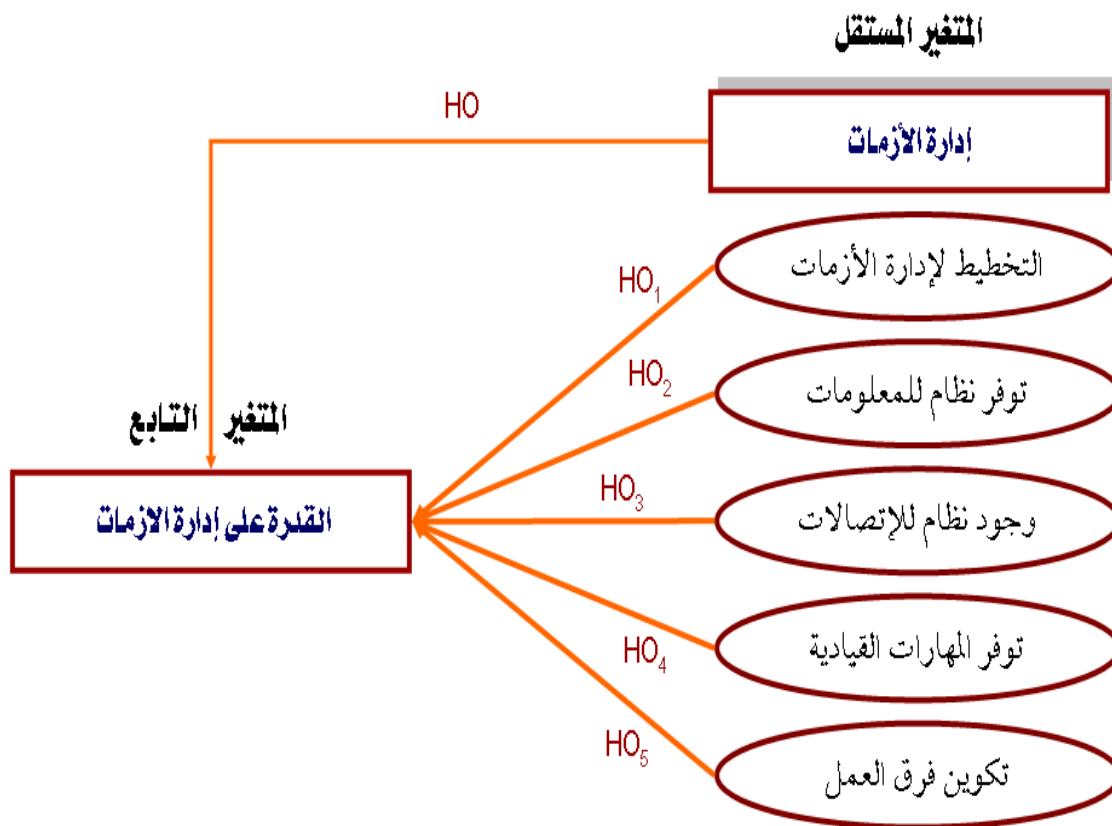 المتغير المستقل
HO
إدارة الأزمات
التخطيط لإدارة الأزمات
HO₁
توفر نظام للمعلومات
HO₂
المتغير التابع
وجود نظام للإتصالات
HO₃
القدرة على إدارة الازمات
توفر المهارات القيادية
HO₄
تكوين فرق العمل
HO₅